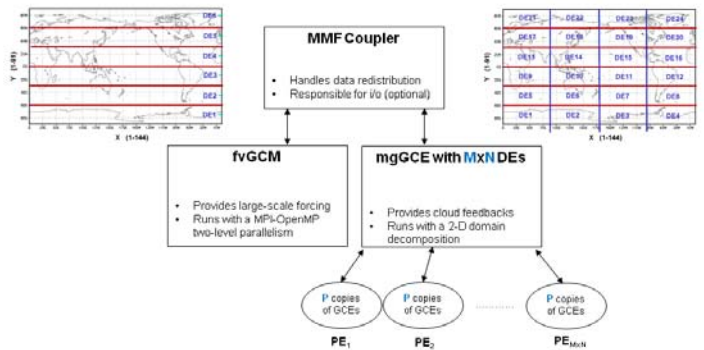 DE6
DE5
DE4
DE3
DE2
DE1
Y (1-91)
X (1-144)
MMF Coupler
• Handles data redistribution
• Responsible for i/o (optional)
DE21 DE22 DE23 DE24
DE17 DE18 DE19 DE20
DE13 DE14 DE15 DE16
DE9 DE10 DE11 DE12
DE5 DE6 DE7 DE8
DE1 DE2 DE3 DE4
Y (1-91)
X (1-144)
fvGCM
• Provides large-scale forcing
• Runs with a MPI-OpenMP
two-level parallelism
mgGCE with MxN DEs
• Provides cloud feedbacks
• Runs with a 2-D domain
decomposition
P copies
of GCEs
P copies
of GCEs
............
P copies
of GCEs
PE1
PE2
PEMxN